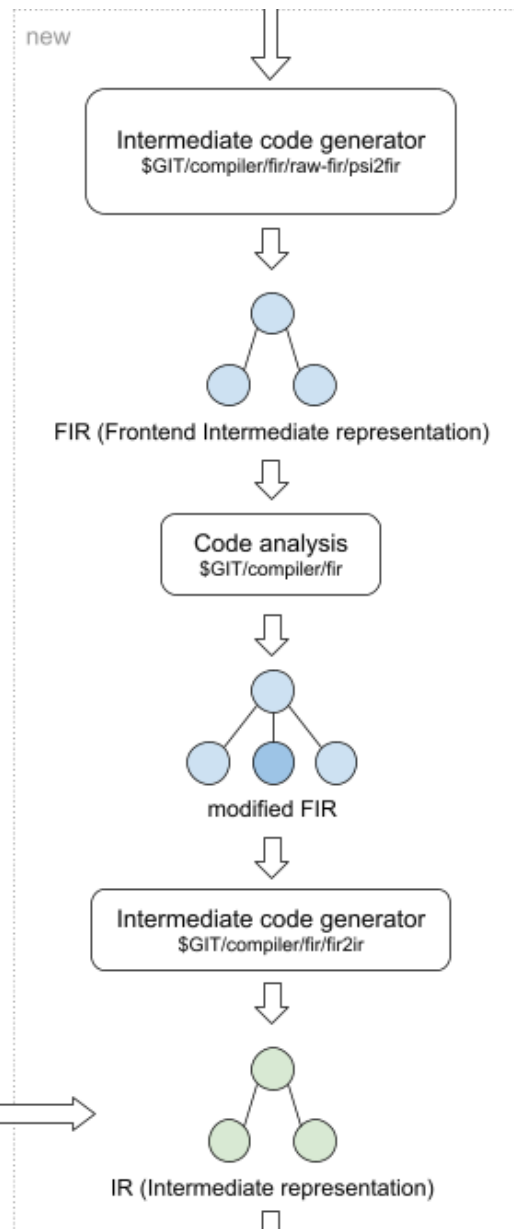 new
Intermediate code generator
$GIT/compiler/fir/raw-fir/psi2fir
FIR (Frontend Intermediate representation)
Code analysis
$GIT/compiler/fir
modified FIR
Intermediate code generator
$GIT/compiler/fir/fir2ir
IR (Intermediate representation)